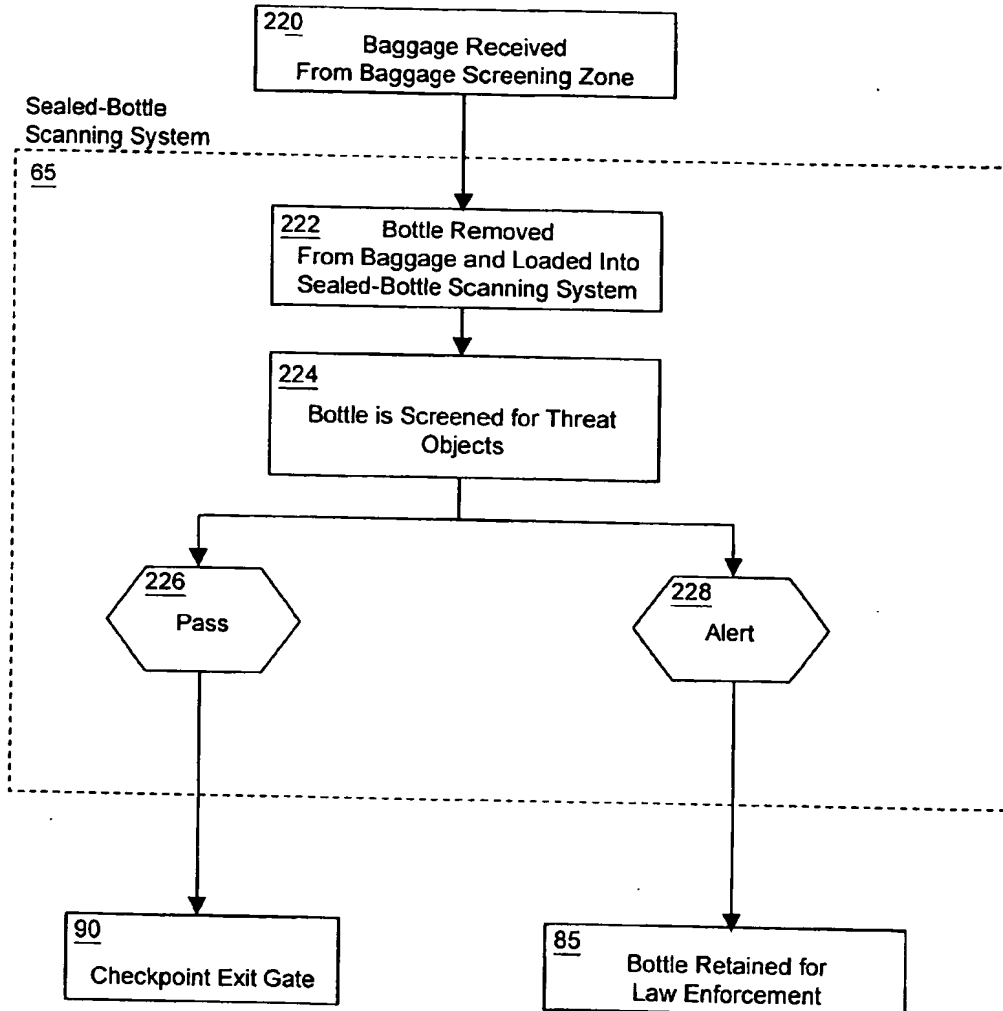 220
Baggage Received
From Baggage Screening Zone
Sealed-Bottle
Scanning System
65
222 Bottle Removed
From Baggage and Loaded Into
Sealed-Bottle Scanning System
224
Bottle is Screened for Threat
Objects
226
Pass
228
Alert
90
Checkpoint Exit Gate
85
Bottle Retained for
Law Enforcement